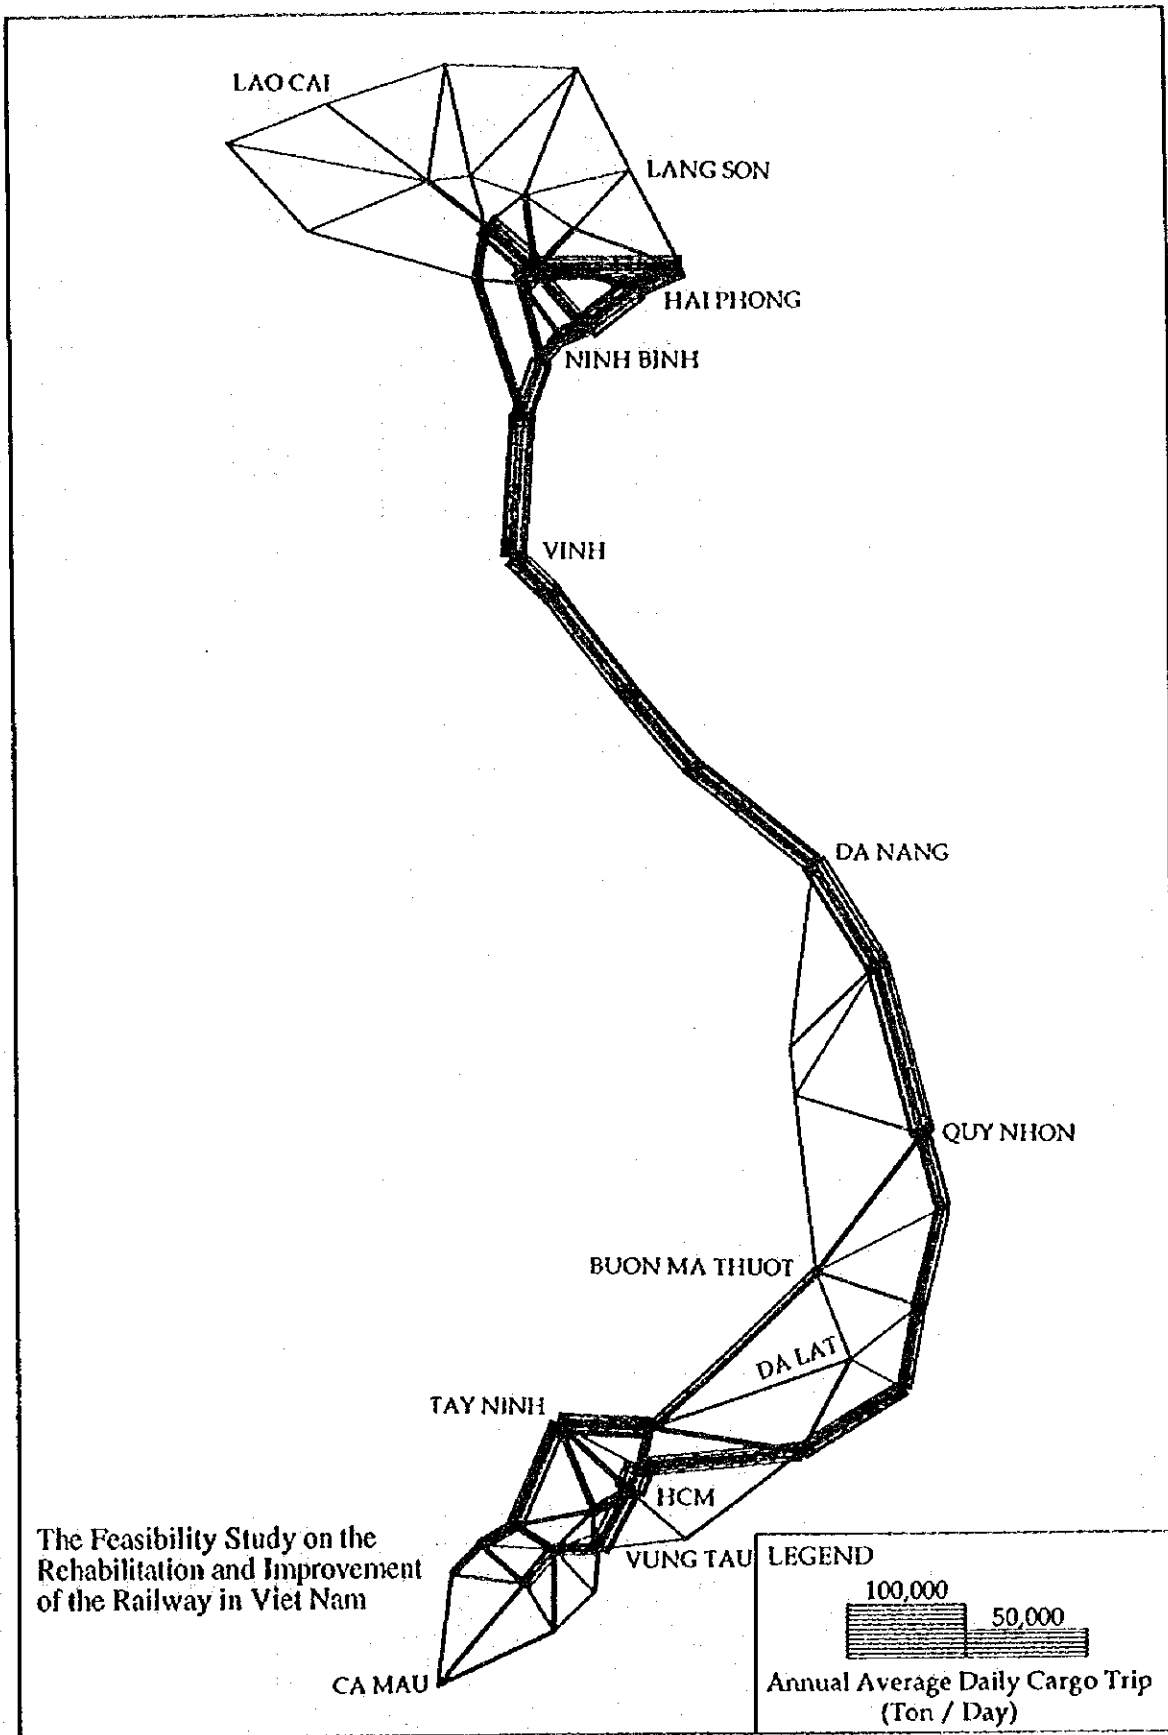 LAO CAI
LANG SON
HAI PHONG
NINH BINH
VINH
DA NANG
QUY NHON
BUON MA THUOT
DA LAT
TAY NINH
HCM
VUNG TAU
CA MAU
The Feasibility Study on the
Rehabilitation and Improvement
of the Railway in Viet Nam
LEGEND
100,000
50,000
Annual Average Daily Cargo Trip
(Ton / Day)